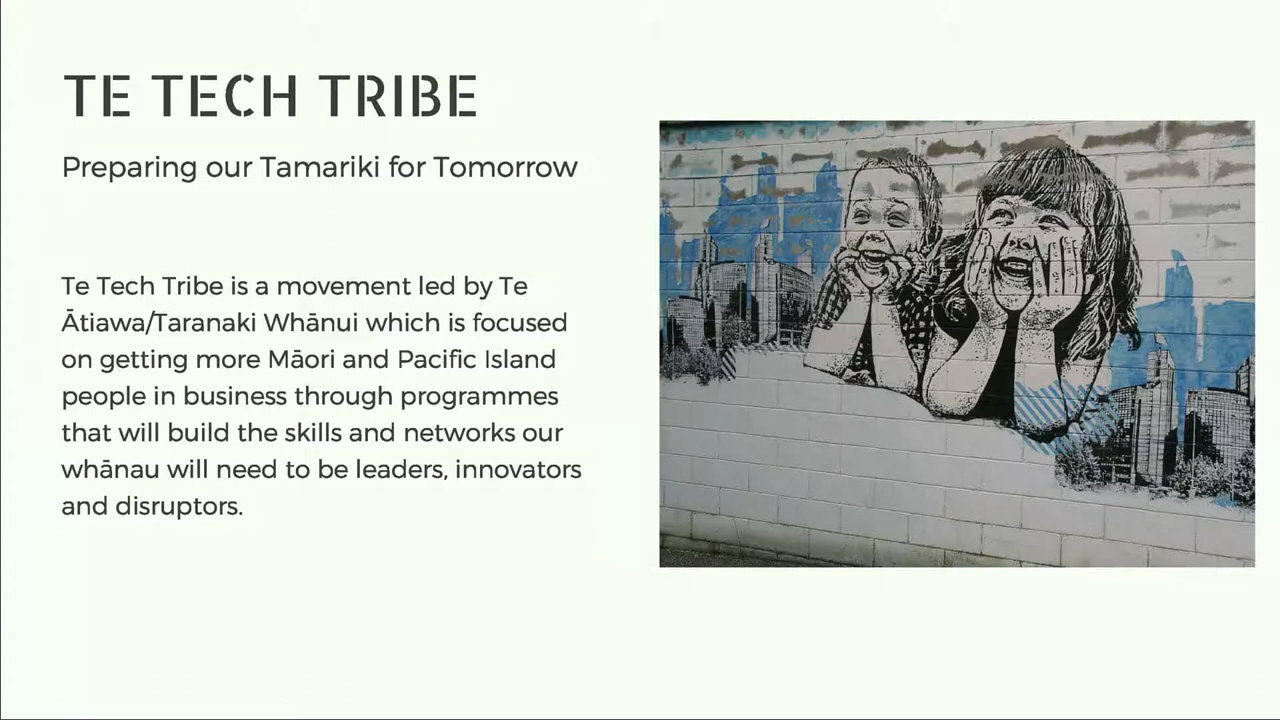 TE TECH TRIBE
Preparing our Tamariki for Tomorrow
Te Tech Tribe is a movement led by Te
Ātiawa/Taranaki Whānui which is focused
on getting more Māori and Pacific Island
people in business through programmes
that will build the skills and networks our
whānau will need to be leaders, innovators
and disruptors.